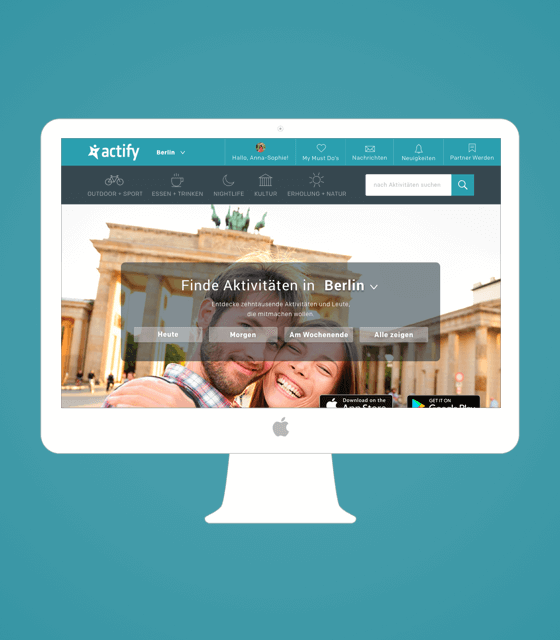 actify
Berlin
Hallo, Anna-Sophie!
My Must Do's
Nachrichten
Neuigkeiten
Partner Werden
OUTDOOR + SPORT
ESSEN + TRINKEN
NIGHTLIFE
KULTUR
ERHOLUNG + NATUR
nach Aktivitäten suchen
Finde Aktivitäten in Berlin
Entdecke zehntausende Aktivitäten und Leute,
die mitmachen wollen.
Heute
Morgen
Am Wochenende
Alle zeigen
Download on the
App Store
GET IT ON
Google Play